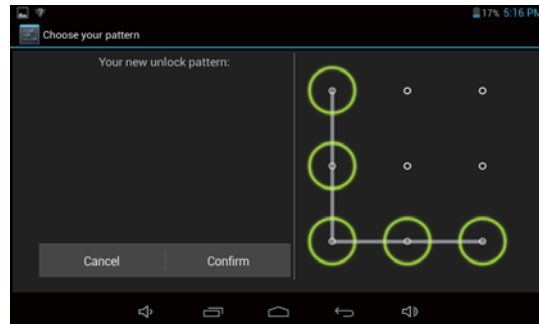 17% 5:16 PM
Choose your pattern
Your new unlock pattern:
Cancel Confirm